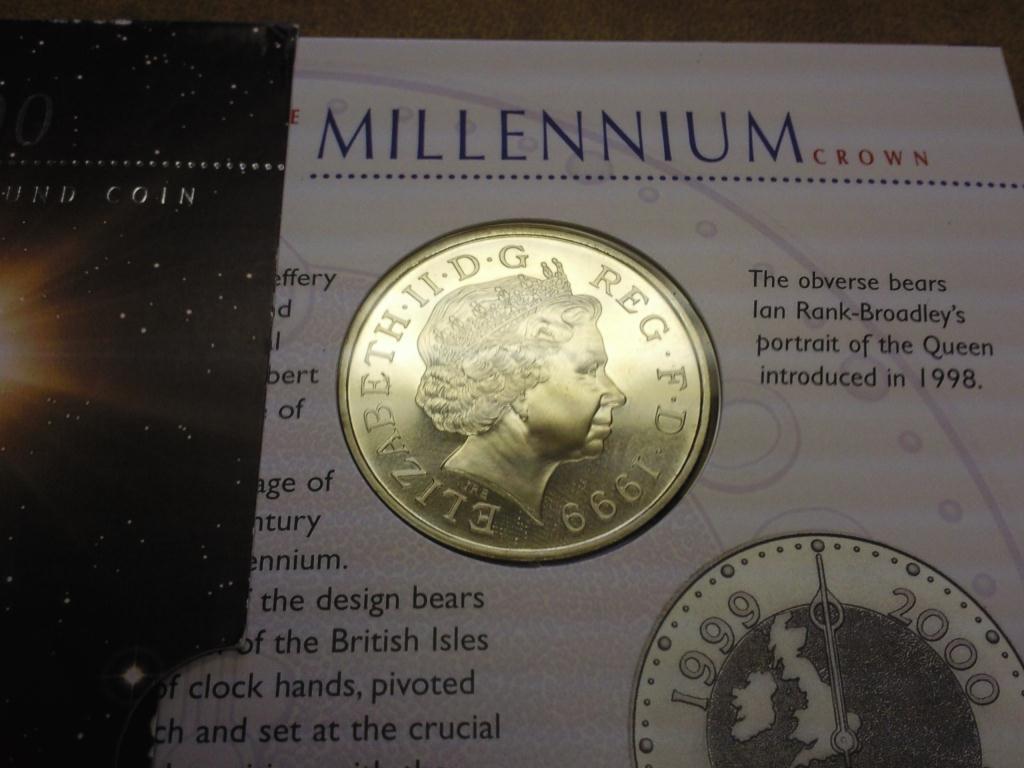 00
UND COIN
E MILLENNIUM CROWN
effery
d
l
bert
of
age of
ntury
ennium.
the design bears
of the British Isles
of clock hands, pivoted
ch and set at the crucial
ELIZABETH·II·D·G REG·F·D·1999
IRB
The obverse bears
Ian Rank-Broadley's
portrait of the Queen
introduced in 1998.
1999 2000